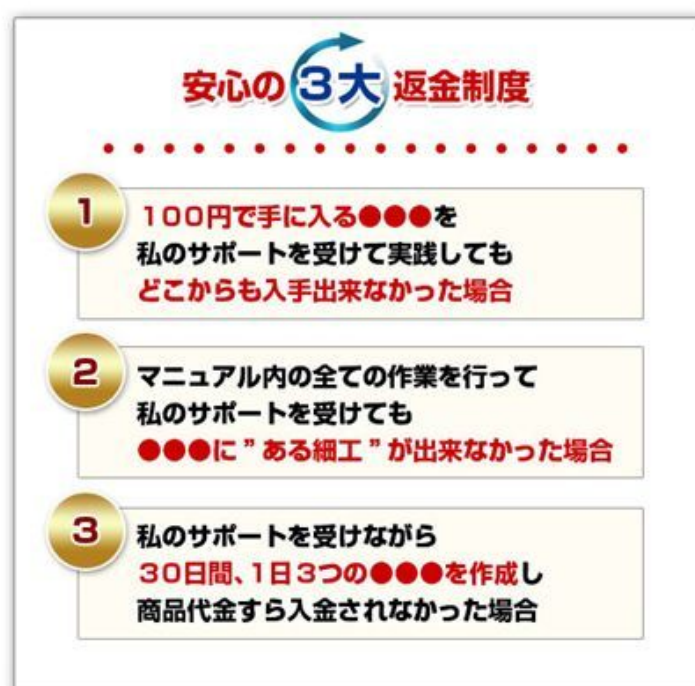 安心の3大返金制度
1
100円で手に入る●●●を
私のサポートを受けて実践しても
どこからも入手出来なかった場合
2
マニュアル内の全ての作業を行って
私のサポートを受けても
●●●に”ある細工”が出来なかった場合
3
私のサポートを受けながら
30日間、1日3つの●●●を作成し
商品代金すら入金されなかった場合